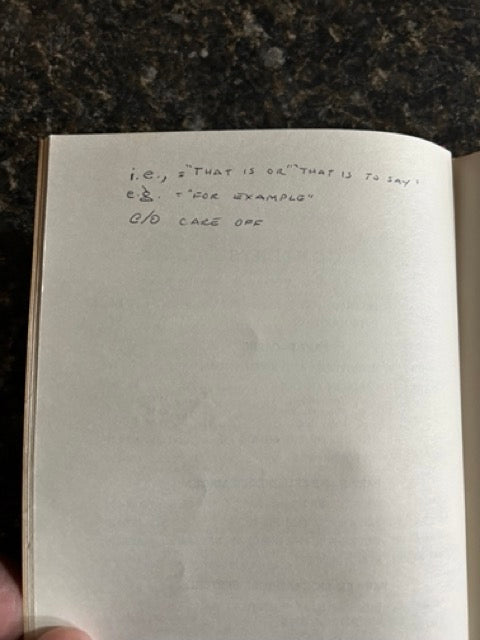 i.e., = "THAT IS OR" "THAT IS TO SAY"
e.g. = "FOR EXAMPLE"
C/O CARE OFF